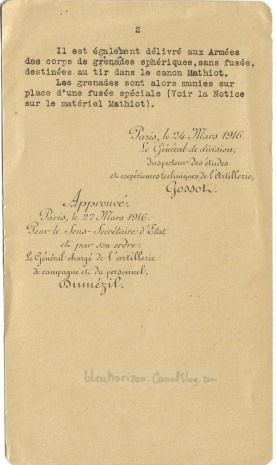 2
Il est également délivré aux Armées
des corps de grenades sphériques, sans fusée,
destinées au tir dans le canon Mathiot.
Les grenades sont alors munies sur
place d'une fusée spéciale (Voir la Notice
sur le matériel Mathiot).
Paris, le 24 Mars 1916.
Le Général de division,
Inspecteur des études
et expériences techniques de l'Artillerie,
Gossot.
Approuvé:
Paris, le 27 Mars 1916.
Pour le Sous-Secrétaire d'Etat
et par son ordre:
Le Général chargé de l'artillerie
de campagne et du personnel,
Dumézil.
bleuhorizon.canalblog.com